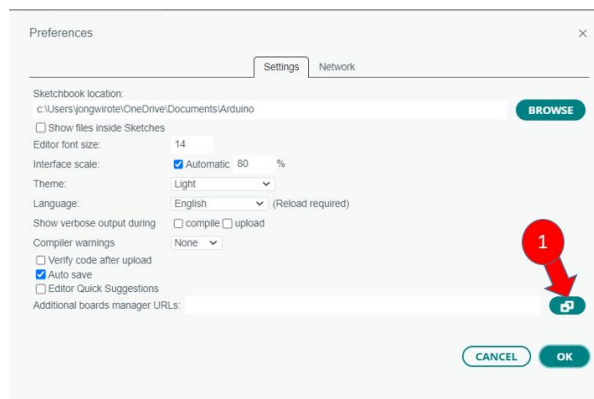 Preferences
Settings Network
Sketchbook location:
c:\Users\jongwirote\OneDrive\Documents\Arduino
BROWSE
Show files inside Sketches
Editor font size: 14
Interface scale: Automatic 80 %
Theme: Light
Language: English (Reload required)
Show verbose output during compile upload
Compiler warnings None
1
Verify code after upload
Auto save
Editor Quick Suggestions
Additional boards manager URLs:
CANCEL OK